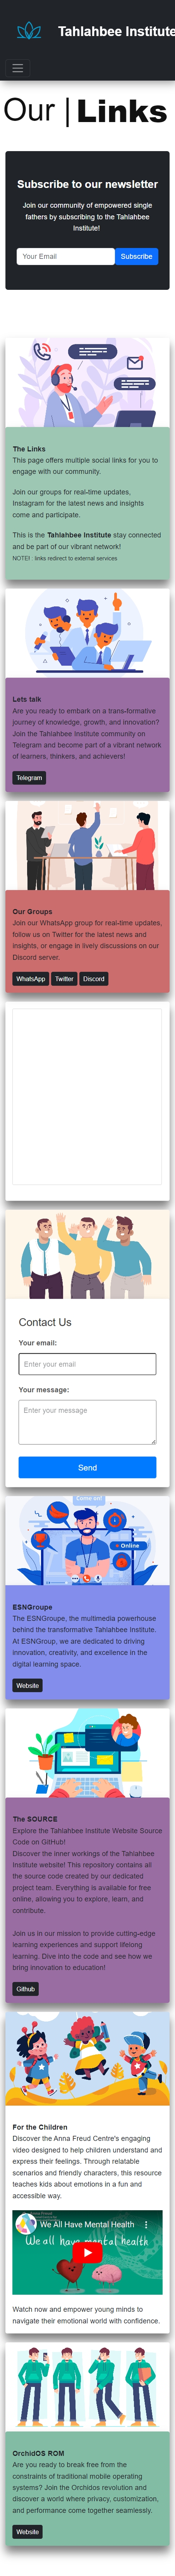 Tahlahbee Institute
Our | Links
Subscribe to our newsletter
Join our community of empowered single
fathers by subscribing to the Tahlahbee
Institute!
Your Email
Subscribe
The Links
This page offers multiple social links for you to
engage with our community.
Join our groups for real-time updates,
Instagram for the latest news and insights
come and participate.
This is the Tahlahbee Institute stay connected
and be part of our vibrant network!
NOTE! : links redirect to external services
Lets talk
Are you ready to embark on a trans-formative
journey of knowledge, growth, and innovation?
Join the Tahlahbee Institute community on
Telegram and become part of a vibrant network
of learners, thinkers, and achievers!
Telegram
Our Groups
Join our WhatsApp group for real-time updates,
follow us on Twitter for the latest news and
insights, or engage in lively discussions on our
Discord server.
WhatsApp
Twitter
Discord
Contact Us
Your email:
Enter your email
Your message:
Enter your message
Send
Online
ESNGroupe
The ESNGroupe, the multimedia powerhouse
behind the transformative Tahlahbee Institute.
At ESNGroup, we are dedicated to driving
innovation, creativity, and excellence in the
digital learning space.
Website
The SOURCE
Explore the Tahlahbee Institute Website Source
Code on GitHub!
Discover the inner workings of the Tahlahbee
Institute website! This repository contains all
the source code created by our dedicated
project team. Everything is available for free
online, allowing you to explore, learn, and
contribute.
Join us in our mission to provide cutting-edge
learning experiences and support lifelong
learning. Dive into the code and see how we
bring innovation to education!
Github
For the Children
Discover the Anna Freud Centre's engaging
video designed to help children understand and
express their feelings. Through relatable
scenarios and friendly characters, this resource
teaches kids about emotions in a fun and
accessible way.
We All Have Mental Health
we all have mental health
Watch now and empower young minds to
navigate their emotional world with confidence.
OrchidOS ROM
Are you ready to break free from the
constraints of traditional mobile operating
systems? Join the Orchidos revolution and
discover a world where privacy, customization,
and performance come together seamlessly.
Website